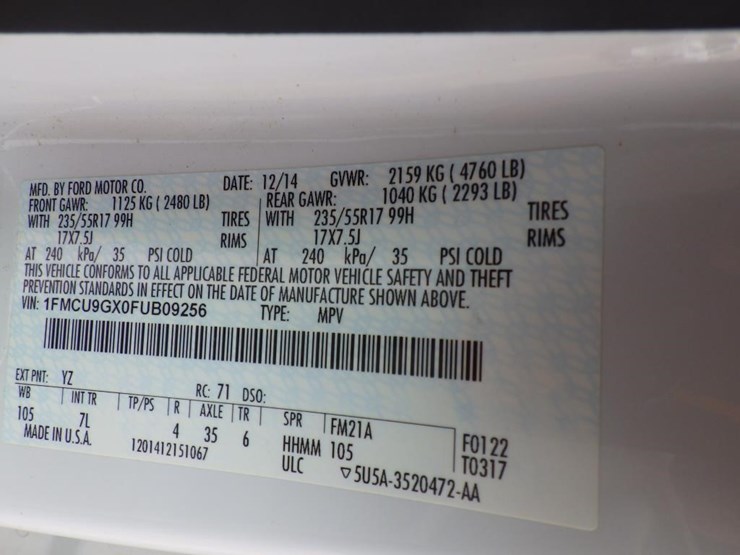 MFD. BY FORD MOTOR CO. DATE: 12/14 GVWR: 2159 KG ( 4760 LB)
FRONT GAWR: 1125 KG ( 2480 LB) REAR GAWR: 1040 KG ( 2293 LB)
WITH 235/55R17 99H TIRES WITH 235/55R17 99H TIRES
17X7.5J RIMS 17X7.5J RIMS
AT 240 kPa/ 35 PSI COLD AT 240 kPa/ 35 PSI COLD
THIS VEHICLE CONFORMS TO ALL APPLICABLE FEDERAL MOTOR VEHICLE SAFETY AND THEFT
PREVENTION STANDARDS IN EFFECT ON THE DATE OF MANUFACTURE SHOWN ABOVE.
VIN: 1FMCU9GX0FUB09256 TYPE: MPV
EXT PNT: YZ RC: 71 DSO:
WB INT TR TP/PS R AXLE TR SPR FM21A F0122
105 7L 4 35 6 HHMM 105 T0317
MADE IN U.S.A. 1201412151067 ULC ▽5U5A-3520472-AA